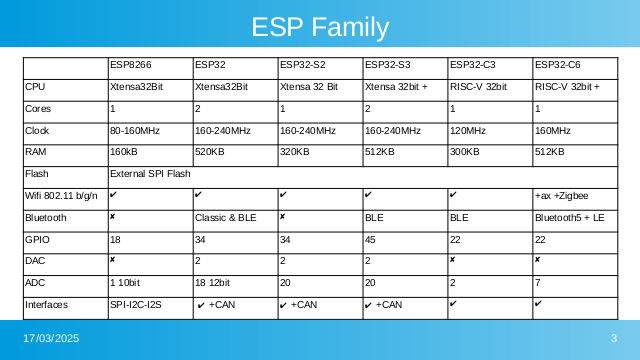 ESP Family
ESP8266 ESP32 ESP32-S2 ESP32-S3 ESP32-C3 ESP32-C6
CPU Xtensa32Bit Xtensa32Bit Xtensa 32 Bit Xtensa 32bit + RISC-V 32bit RISC-V 32bit +
Cores 1 2 1 2 1 1
Clock 80-160MHz 160-240MHz 160-240MHz 160-240MHz 120MHz 160MHz
RAM 160kB 520KB 320KB 512KB 300KB 512KB
Flash External SPI Flash
Wifi 802.11 b/g/n ✔ ✔ ✔ ✔ ✔ +ax +Zigbee
Bluetooth ✘ Classic & BLE ✘ BLE BLE Bluetooth5 + LE
GPIO 18 34 34 45 22 22
DAC ✘ 2 2 2 ✘ ✘
ADC 1 10bit 18 12bit 20 20 2 7
Interfaces SPI-I2C-I2S ✔ +CAN ✔ +CAN ✔ +CAN ✔ ✔
17/03/2025 3